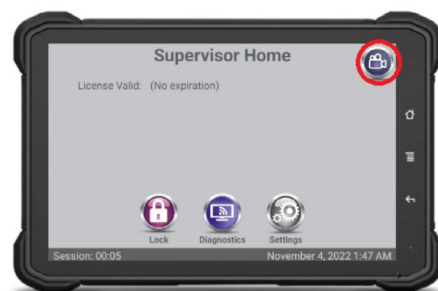 Supervisor Home
License Valid: (No expiration)
Lock Diagnostics Settings
Session: 00:05 November 4, 2022 1:47 AM